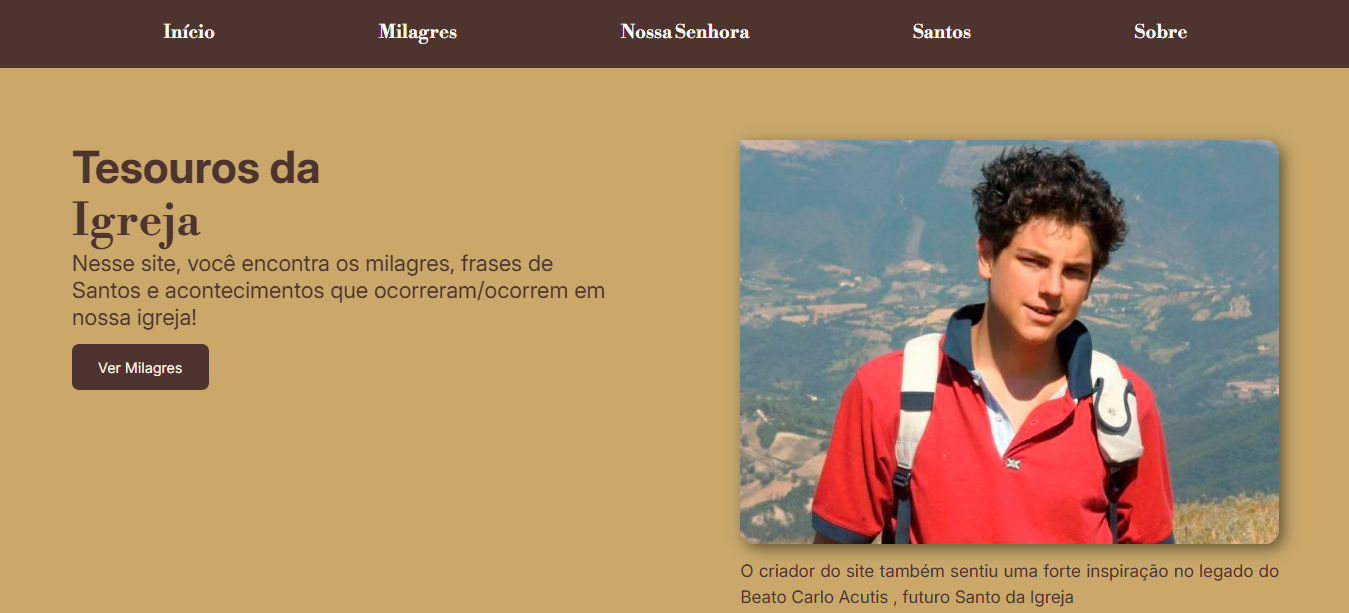 Início Milagres Nossa Senhora Santos Sobre
Tesouros da
Igreja
Nesse site, você encontra os milagres, frases de
Santos e acontecimentos que ocorreram/ocorrem em
nossa igreja!
Ver Milagres
O criador do site também sentiu uma forte inspiração no legado do
Beato Carlo Acutis , futuro Santo da Igreja